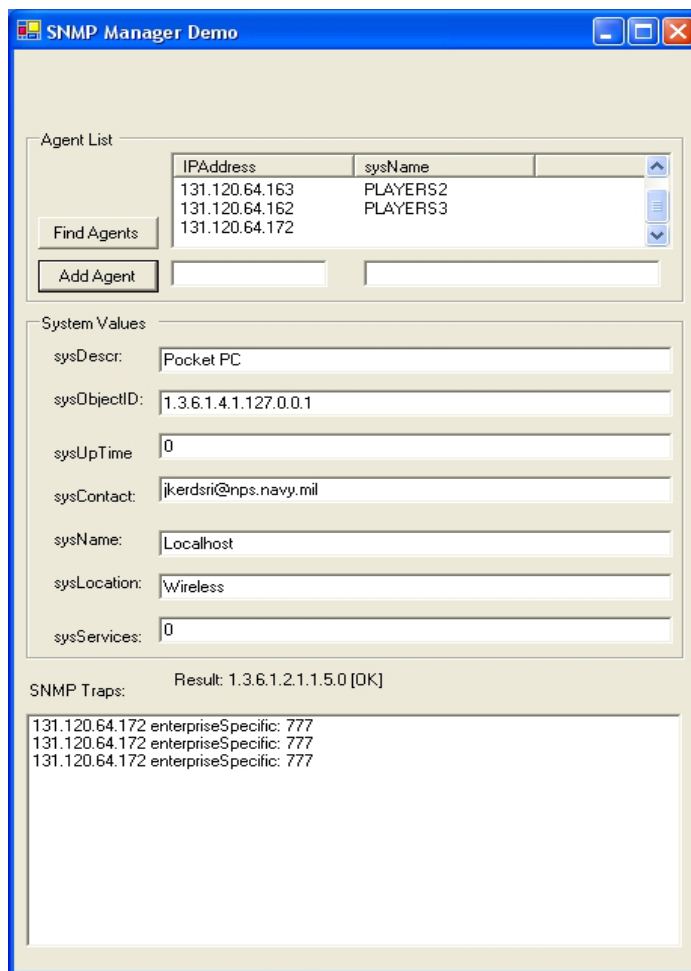 SNMP Manager Demo
Agent List
IPAddress sysName
131.120.64.163 PLAYERS2
131.120.64.162 PLAYERS3
131.120.64.172
Find Agents
Add Agent
System Values
sysDescr: Pocket PC
sysObjectID: 1.3.6.1.4.1.127.0.0.1
sysUpTime 0
sysContact: jkerdsri@nps.navy.mil
sysName: Localhost
sysLocation: Wireless
sysServices: 0
Result: 1.3.6.1.2.1.1.5.0 [OK]
SNMP Traps:
131.120.64.172 enterpriseSpecific: 777
131.120.64.172 enterpriseSpecific: 777
131.120.64.172 enterpriseSpecific: 777